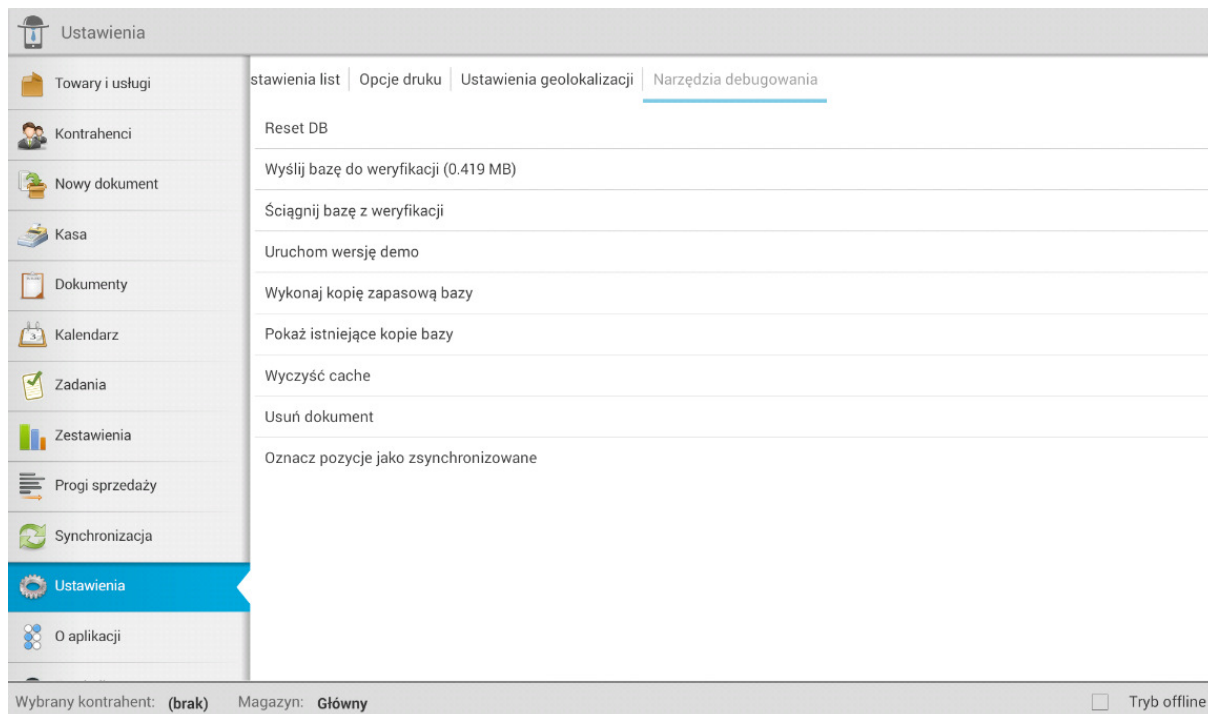 Ustawienia
Towary i usługi
Kontrahenci
Nowy dokument
Kasa
Dokumenty
Kalendarz
Zadania
Zestawienia
Progi sprzedaży
Synchronizacja
Ustawienia
O aplikacji
stawienia list Opcje druku Ustawienia geolokalizacji Narzędzia debugowania
Reset DB
Wyślij bazę do weryfikacji (0.419 MB)
Ściągnij bazę z weryfikacji
Uruchom wersję demo
Wykonaj kopię zapasową bazy
Pokaż istniejące kopie bazy
Wyczyść cache
Usuń dokument
Oznacz pozycje jako zsynchronizowane
Wybrany kontrahent: (brak) Magazyn: Główny Tryb offline